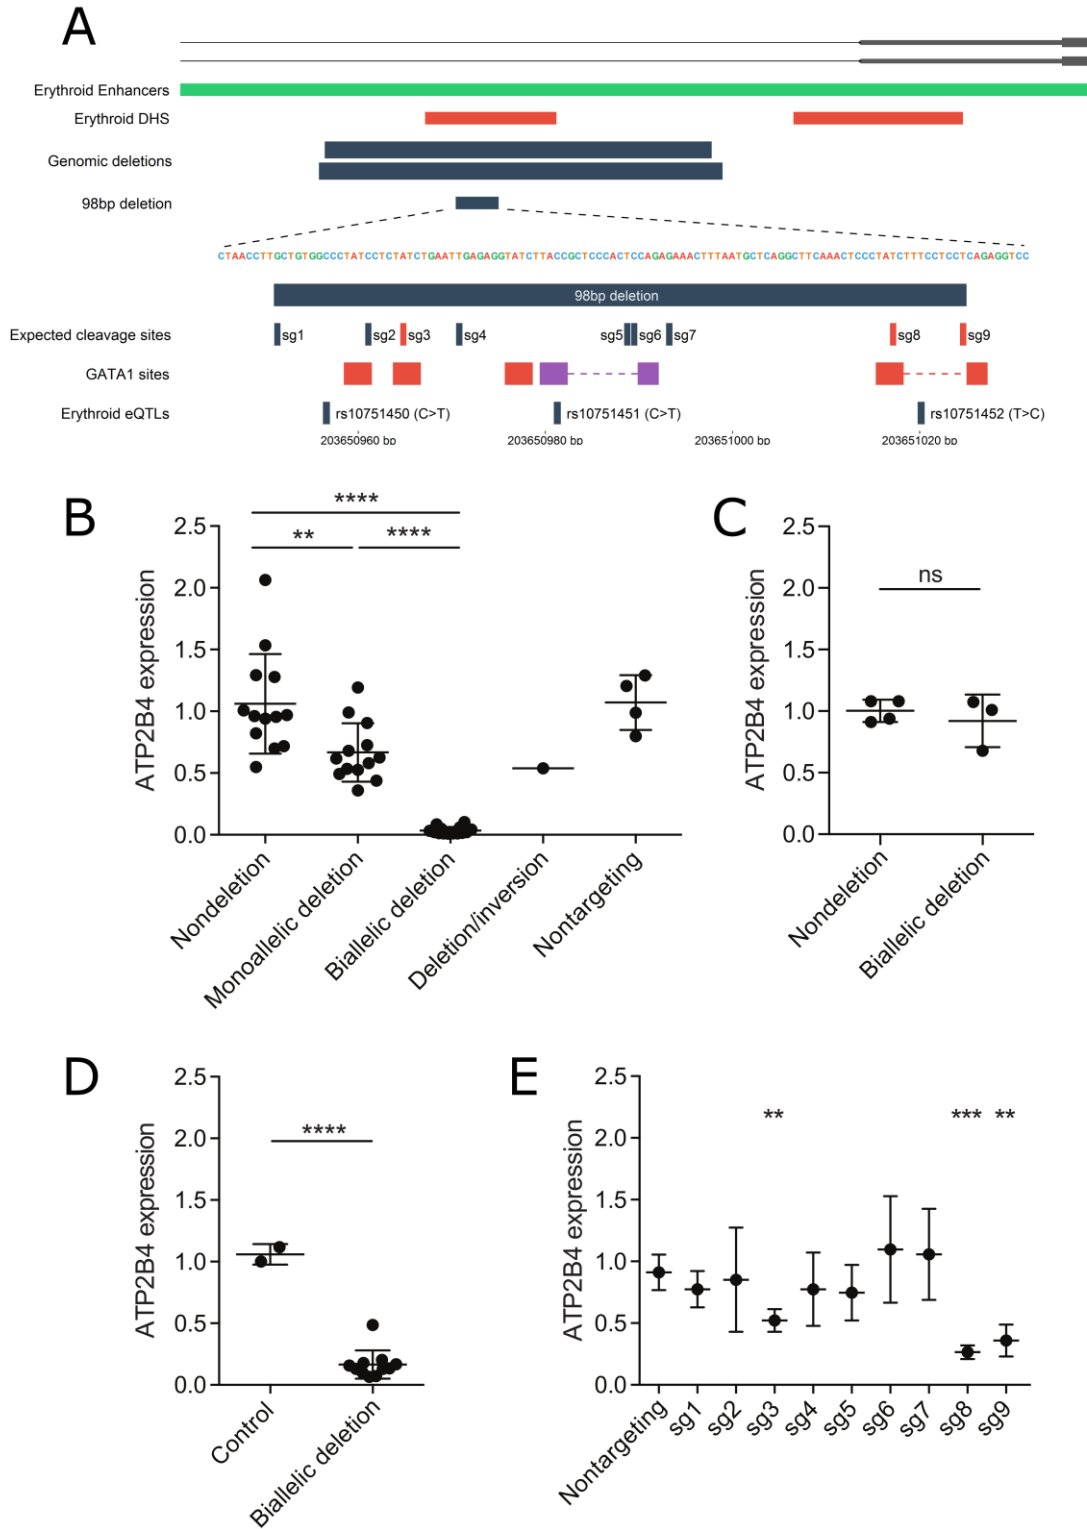 A
Erythroid Enhancers
Erythroid DHS
Genomic deletions
98bp deletion
CTAACCTTGCTGTGGCCCTATCCTCTATCTGAATTGAGAGGTATCTTACCGCTCCCACTCCAGAGAAACTTTAATGCTCAGGCTTCAAACTCCCTATCTTTCCTCCTCAGAGGTCC
98bp deletion
Expected cleavage sites sg1 sg2 sg3 sg4 sg5 sg6 sg7 sg8 sg9
GATA1 sites
Erythroid eQTLs rs10751450 (C>T) rs10751451 (C>T) rs10751452 (T>C)
203650960 bp 203650980 bp 203651000 bp 203651020 bp
B
ATP2B4 expression
2.5
2.0
1.5
1.0
0.5
0.0
****
** ****
Nondeletion
Monoallelic deletion
Biallelic deletion
Deletion/inversion
Nontargeting
C
ATP2B4 expression
2.5
2.0
1.5
1.0
0.5
0.0
ns
Nondeletion
Biallelic deletion
D
ATP2B4 expression
2.5
2.0
1.5
1.0
0.5
0.0
****
Control
Biallelic deletion
E
ATP2B4 expression
2.5
2.0
1.5
1.0
0.5
0.0
** *** **
Nontargeting
sg1
sg2
sg3
sg4
sg5
sg6
sg7
sg8
sg9